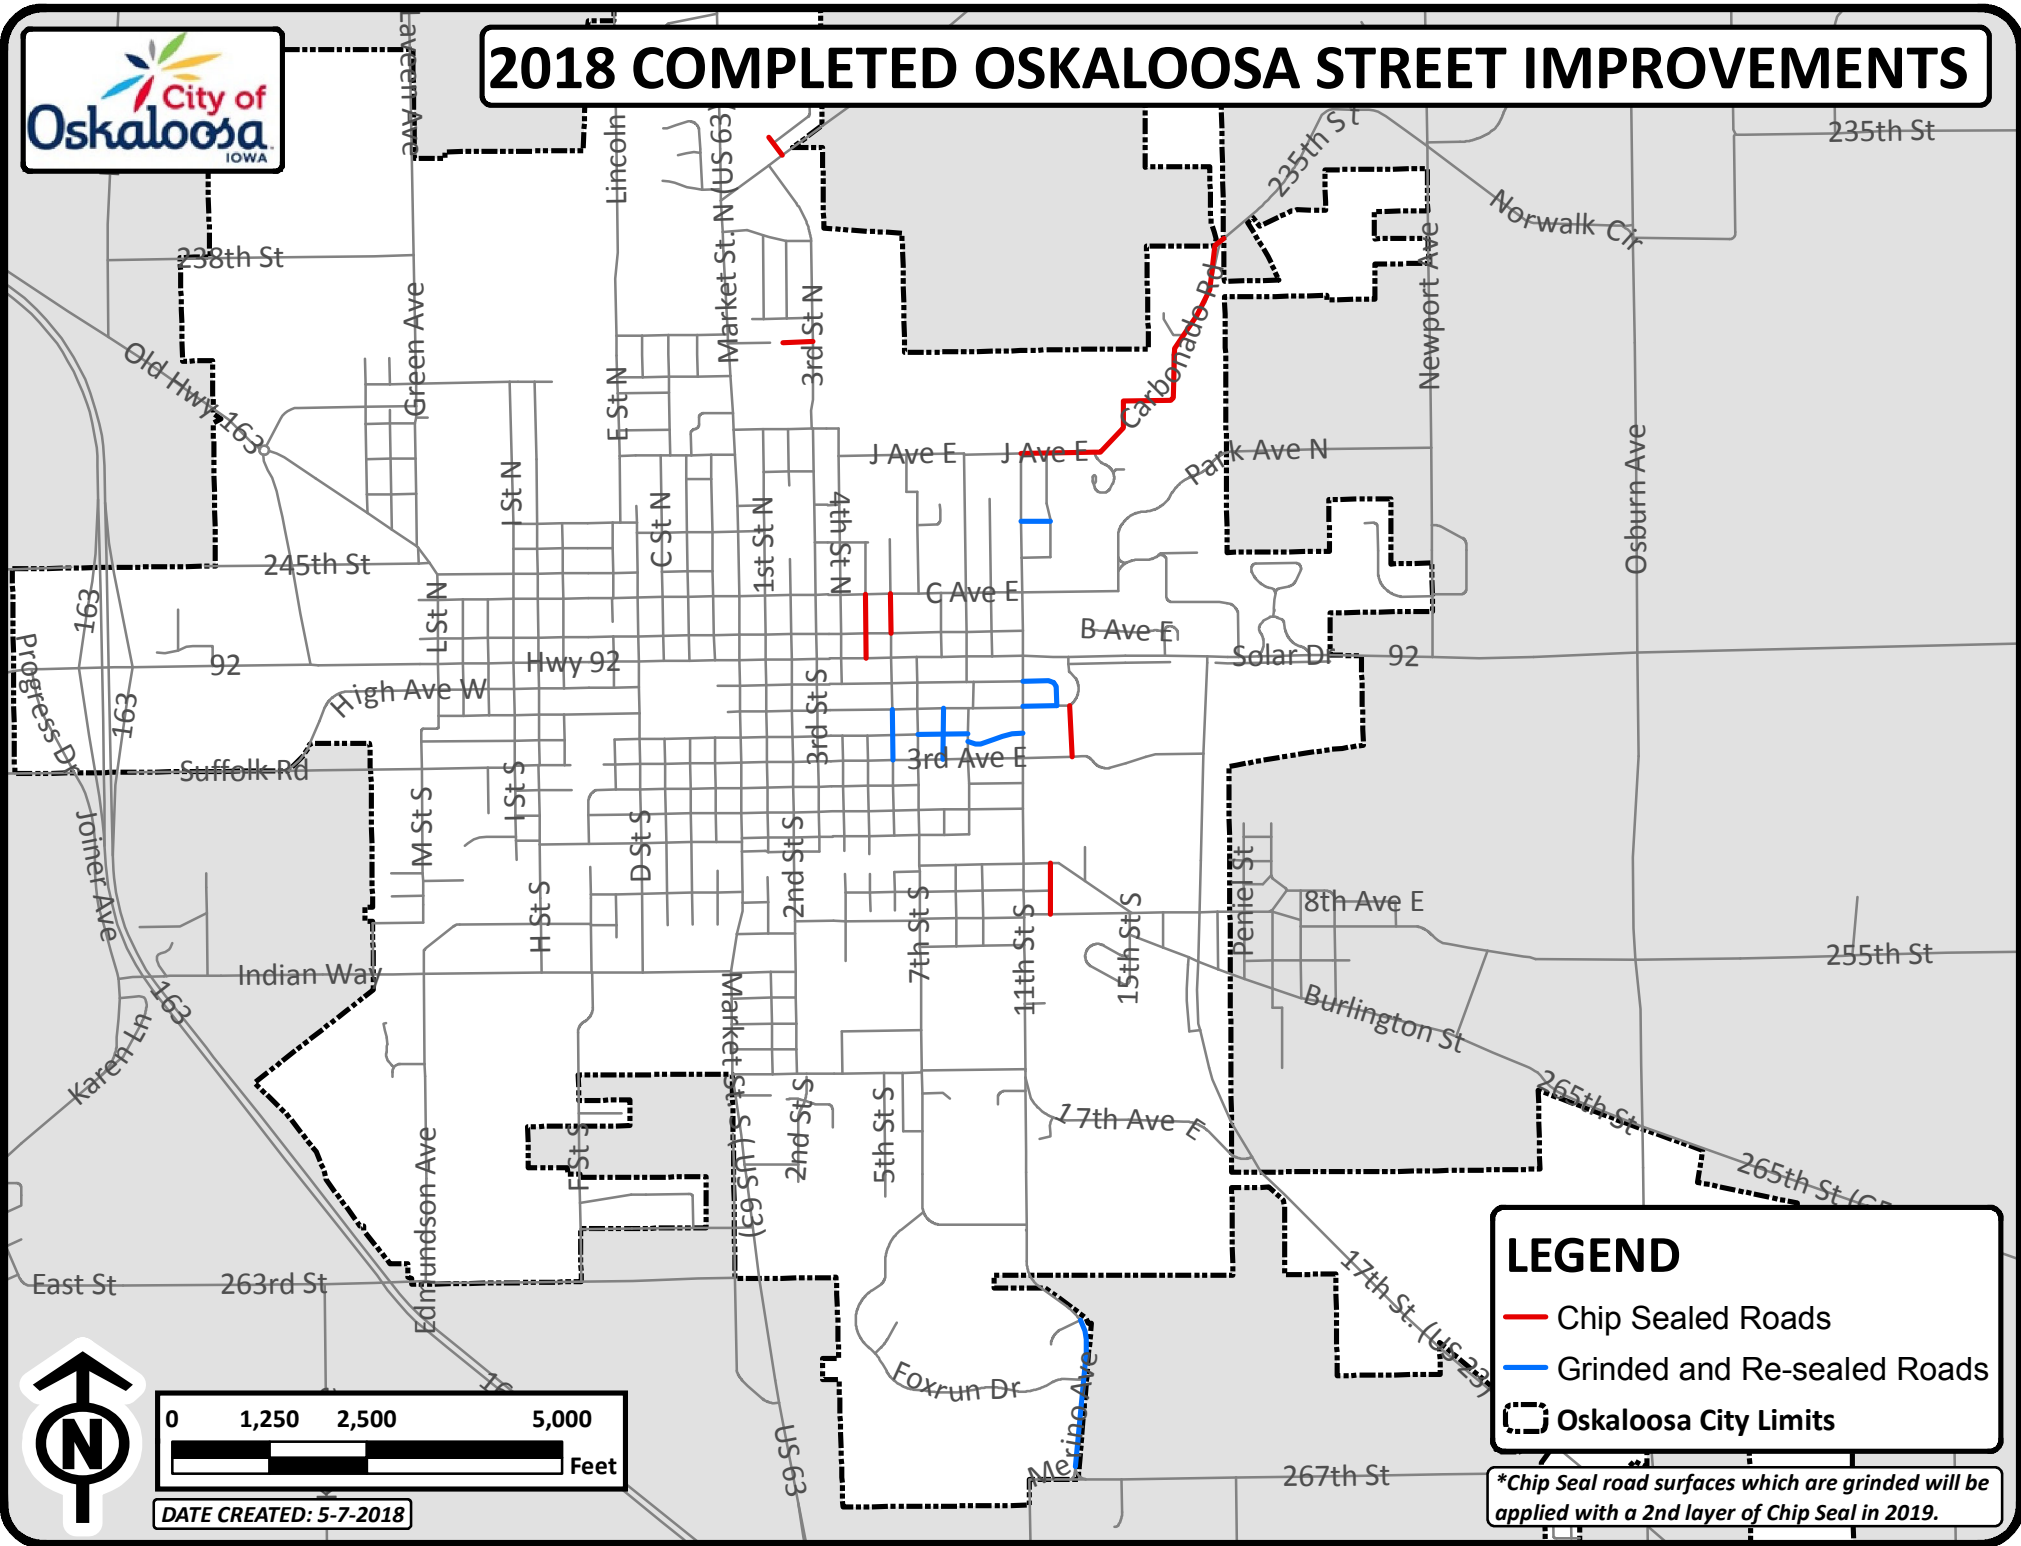 2018 COMPLETED OSKALOOSA STREET IMPROVEMENTS
City of
Oskaloosa
IOWA
Green Ave
Lincoln
Market St. N (US 63)
235th St
235th St
Norwalk Cir
238th St
Green Ave
3rd St N
Carbonado Rd
Newport Ave
Old Hwy 163
E St N
J Ave E
J Ave E
Park Ave N
Osburn Ave
I St N
C St N
1st St N
4th St N
245th St
L St N
C Ave E
B Ave E
163
92
Hwy 92
Solar Dr
92
Progress Dr
163
High Ave W
3rd St S
3rd Ave E
Suffolk Rd
I St S
M St S
D St S
2nd St S
Joiner Ave
H St S
7th St S
11th St S
15th St S
Peniel St
8th Ave E
255th St
Indian Way
163
Karen Ln
Market St S (US 63)
Burlington St
265th St
2nd St S
5th St S
17th Ave E
F St S
Edmundson Ave
265th St
East St
263rd St
17th St. (US 23)
Foxrun Dr
Merino Ave
US 63
267th St
LEGEND
Chip Sealed Roads
Grinded and Re-sealed Roads
Oskaloosa City Limits
*Chip Seal road surfaces which are grinded will be
applied with a 2nd layer of Chip Seal in 2019.
N
0 1,250 2,500 5,000
Feet
DATE CREATED: 5-7-2018